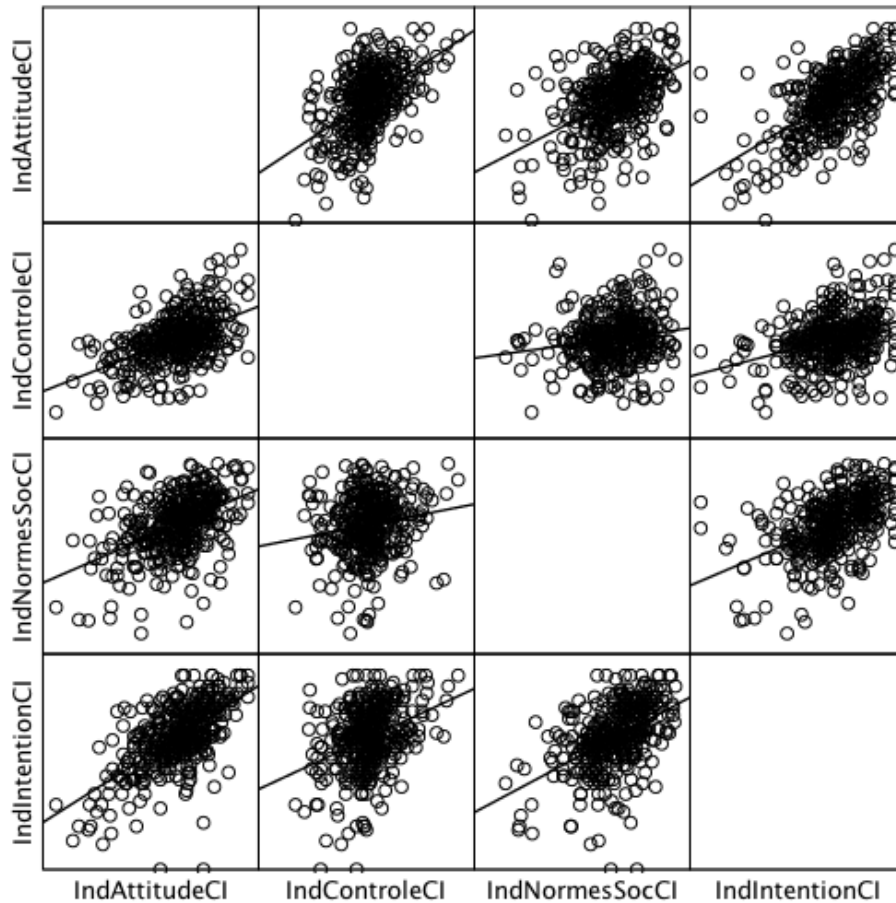 IndAttitudeCI
IndControleCI
IndNormesSocCI
IndIntentionCI
IndAttitudeCI IndControleCI IndNormesSocCI IndIntentionCI